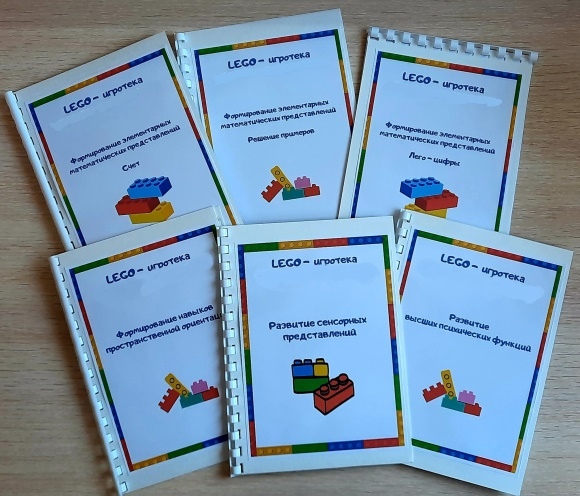 LEGO – игротека
Формирование элементарных
математических представлений
Счет
LEGO – игротека
Формирование элементарных
математических представлений
Решение примеров
LEGO – игротека
Формирование элементарных
математических представлений
Лего – цифры
LEGO – игротека
Формирование навыков
пространственной ориентации
LEGO – игротека
Развитие сенсорных
представлений
LEGO – игротека
Развитие
высших психических функций